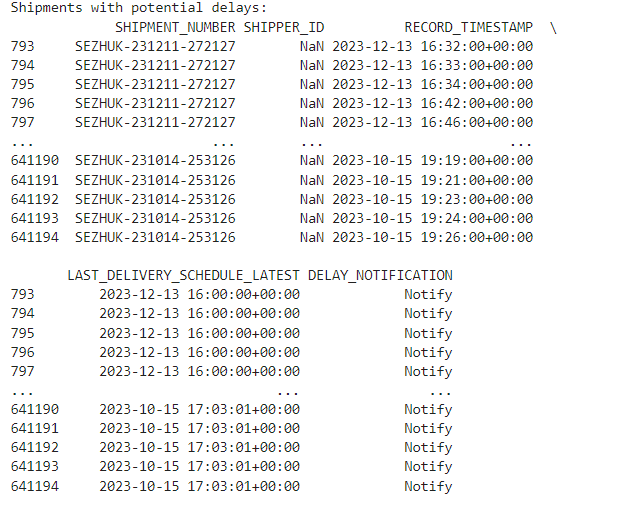 Shipments with potential delays:
SHIPMENT_NUMBER SHIPPER_ID RECORD_TIMESTAMP \
793 SEZHUK-231211-272127 NaN 2023-12-13 16:32:00+00:00
794 SEZHUK-231211-272127 NaN 2023-12-13 16:33:00+00:00
795 SEZHUK-231211-272127 NaN 2023-12-13 16:34:00+00:00
796 SEZHUK-231211-272127 NaN 2023-12-13 16:42:00+00:00
797 SEZHUK-231211-272127 NaN 2023-12-13 16:46:00+00:00
... ... ... ...
641190 SEZHUK-231014-253126 NaN 2023-10-15 19:19:00+00:00
641191 SEZHUK-231014-253126 NaN 2023-10-15 19:21:00+00:00
641192 SEZHUK-231014-253126 NaN 2023-10-15 19:23:00+00:00
641193 SEZHUK-231014-253126 NaN 2023-10-15 19:24:00+00:00
641194 SEZHUK-231014-253126 NaN 2023-10-15 19:26:00+00:00
LAST_DELIVERY_SCHEDULE_LATEST DELAY_NOTIFICATION
793 2023-12-13 16:00:00+00:00 Notify
794 2023-12-13 16:00:00+00:00 Notify
795 2023-12-13 16:00:00+00:00 Notify
796 2023-12-13 16:00:00+00:00 Notify
797 2023-12-13 16:00:00+00:00 Notify
... ... ...
641190 2023-10-15 17:03:01+00:00 Notify
641191 2023-10-15 17:03:01+00:00 Notify
641192 2023-10-15 17:03:01+00:00 Notify
641193 2023-10-15 17:03:01+00:00 Notify
641194 2023-10-15 17:03:01+00:00 Notify